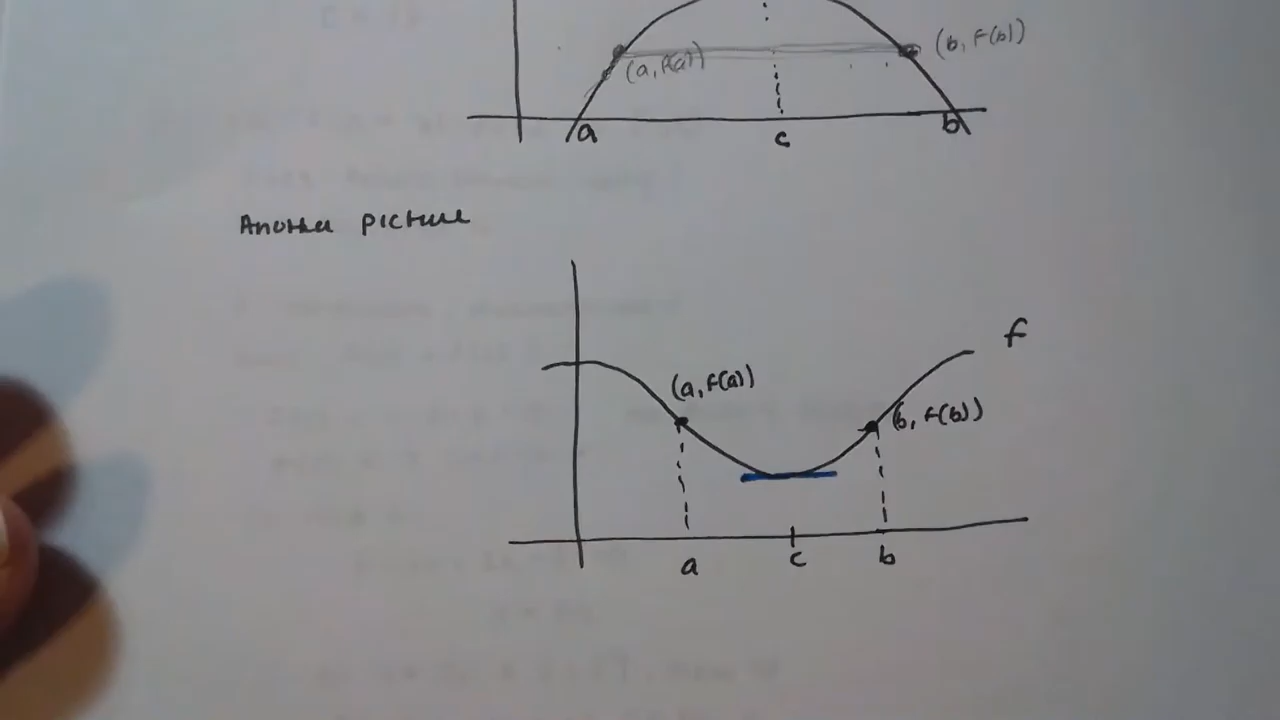 (b, f(b))
(a, f(a))
a c b
Another picture
f
(a, f(a))
(b, f(b))
a c b